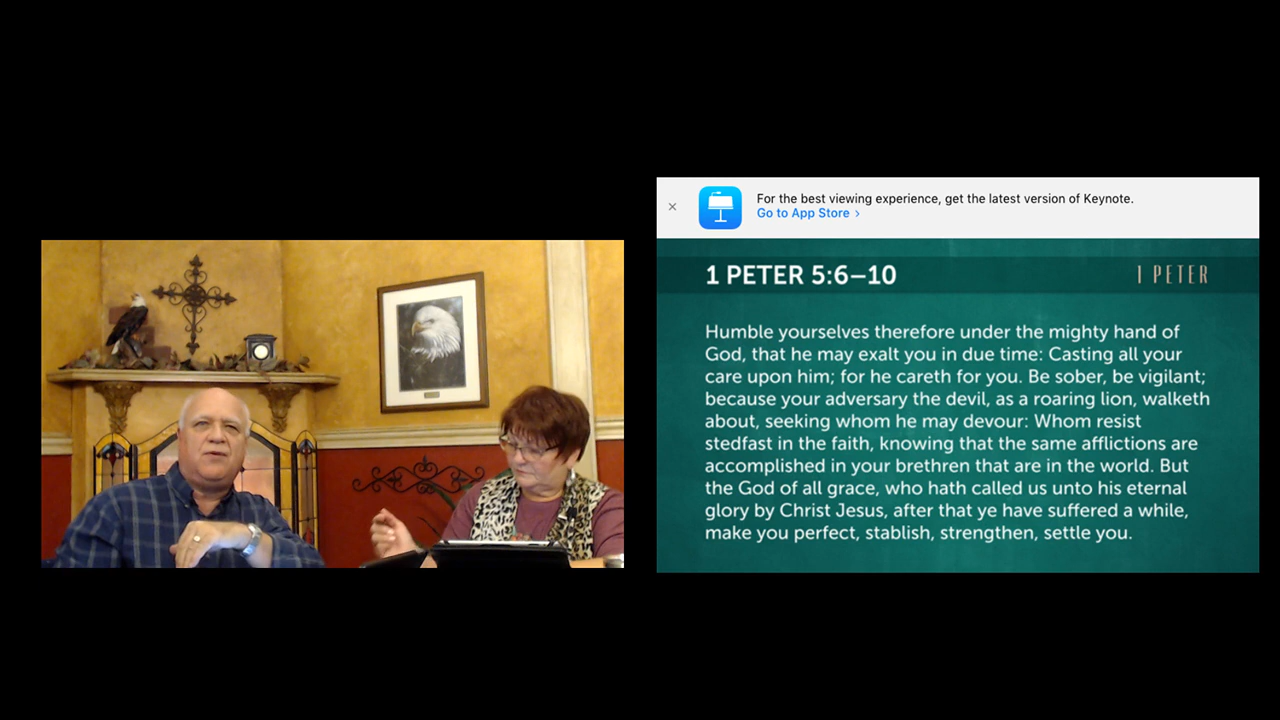 For the best viewing experience, get the latest version of Keynote.
Go to App Store >
1 PETER 5:6–10
1 PETER
Humble yourselves therefore under the mighty hand of
God, that he may exalt you in due time: Casting all your
care upon him; for he careth for you. Be sober, be vigilant;
because your adversary the devil, as a roaring lion, walketh
about, seeking whom he may devour: Whom resist
stedfast in the faith, knowing that the same afflictions are
accomplished in your brethren that are in the world. But
the God of all grace, who hath called us unto his eternal
glory by Christ Jesus, after that ye have suffered a while,
make you perfect, stablish, strengthen, settle you.